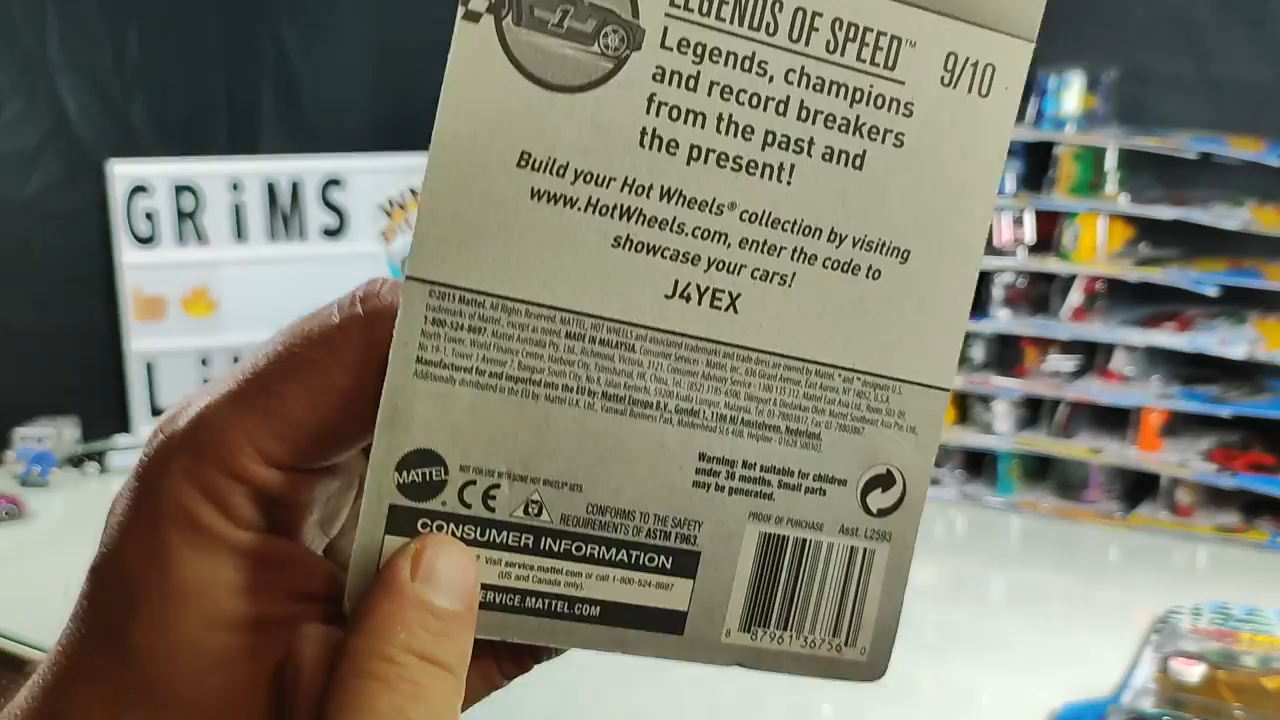 GRiMS
Li
1
LEGENDS OF SPEED™
9/10
Legends, champions
and record breakers
from the past and
the present!
Build your Hot Wheels® collection by visiting
www.HotWheels.com, enter the code to
showcase your cars!
J4YEX
©2015 Mattel. All Rights Reserved. MATTEL, HOT WHEELS and associated trademarks and trade dress are owned by Mattel. * and ™ designate U.S.
trademarks of Mattel, except as noted. MADE IN MALAYSIA. Consumer Services - Mattel, Inc. 636 Girard Avenue, East Aurora, NY 14052, U.S.A.
1-800-524-8697. Mattel Australia Pty. Ltd., Richmond, Victoria. 3121. Consumer Advisory Service - 1300 135 312. Mattel East Asia Ltd., Room 503-09,
North Tower, World Finance Centre, Harbour City, Tsimshatsui, HK, China. Tel.: (852) 3185-6500. Diimport & Diedarkan Oleh: Mattel Southeast Asia Pte. Ltd.,
No 19-1, Tower 3 Avenue 7, Bangsar South City, No 8, Jalan Kerinchi, 59200 Kuala Lumpur, Malaysia. Tel: 03-78803817, Fax: 03-78803867.
Manufactured for and imported into the EU by: Mattel Europa B.V., Gondel 1, 1186 MJ Amstelveen, Nederland.
Additionally distributed in the EU by: Mattel U.K. Ltd., Vanwall Business Park, Maidenhead SL6 4UB. Helpline - 01628 500303.
MATTEL
NOT FOR USE WITH SOME HOT WHEELS® SETS.
CE
CONFORMS TO THE SAFETY
REQUIREMENTS OF ASTM F963.
Warning: Not suitable for children
under 36 months. Small parts
may be generated.
CONSUMER INFORMATION
? Visit service.mattel.com or call 1-800-524-8697
(US and Canada only).
SERVICE.MATTEL.COM
PROOF OF PURCHASE Asst. L2593
8 87961 36756 0